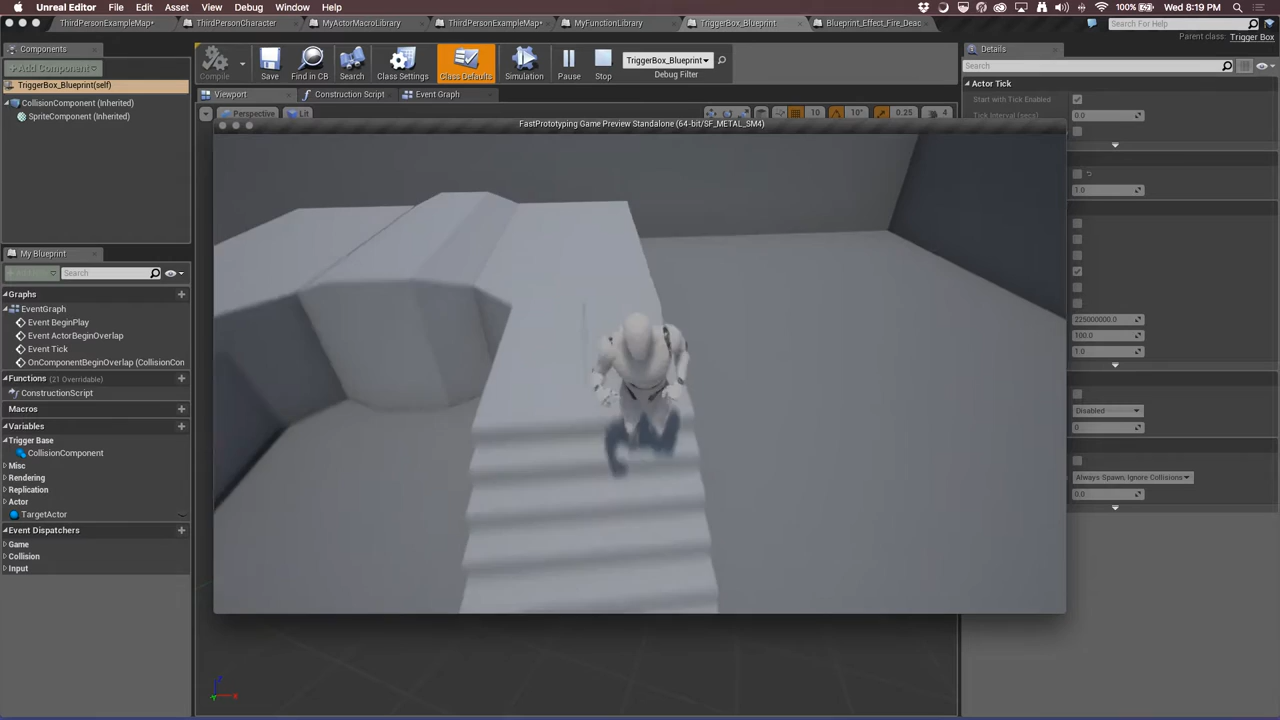 Unreal Editor File Edit Window Asset View Debug Window Help 100% Wed 8:19 PM
ThirdPersonExampleMap* ThirdPersonCharacter MyActorMacroLibrary ThirdPersonExampleMap* MyFunctionLibrary TriggerBox_Blueprint Blueprint_Effect_Fire_Deac Search For Help
Parent class: Trigger Box
Components Details
Add Component
TriggerBox_Blueprint(self)
CollisionComponent (Inherited)
SpriteComponent (Inherited)
Compile Save Find in CB Search Class Settings Class Defaults Simulation Pause Stop TriggerBox_Blueprint
Debug Filter
Search
Viewport Construction Script Event Graph
Perspective Lit 10 10° 0.25 4
FastPrototyping Game Preview Standalone (64-bit/SF_METAL_SM4)
Actor Tick
Start with Tick Enabled
Tick Interval (secs) 0.0
1.0
225000000.0
100.0
1.0
Disabled
0
Always Spawn, Ignore Collisions
0.0
My Blueprint
Search
Graphs
EventGraph
Event BeginPlay
Event ActorBeginOverlap
Event Tick
OnComponentBeginOverlap (CollisionCon
Functions (21 Overridable)
ConstructionScript
Macros
Variables
Trigger Base
CollisionComponent
Misc
Rendering
Replication
Actor
TargetActor
Event Dispatchers
Game
Collision
Input